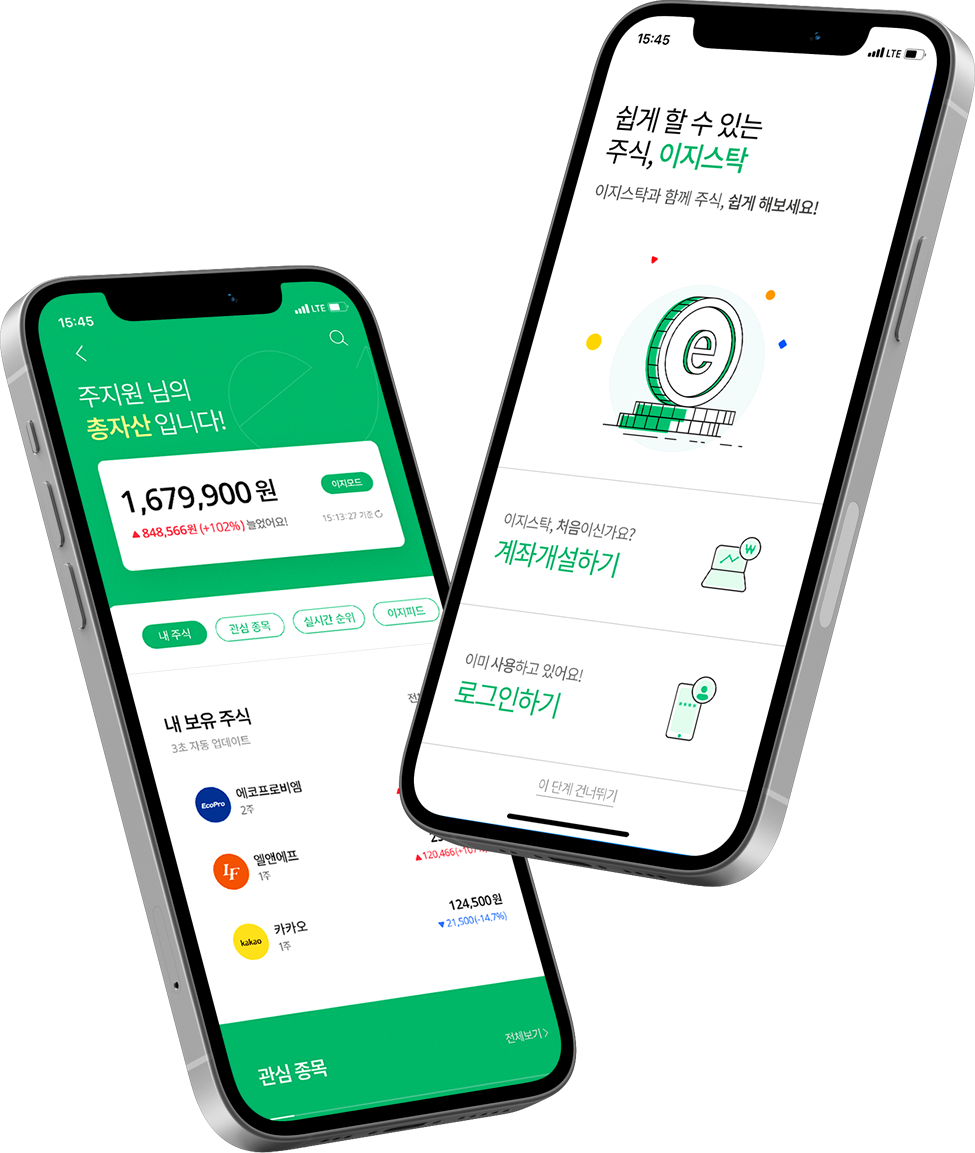 15:45
LTE
쉽게 할 수 있는
주식, 이지스탁
이지스탁과 함께 주식, 쉽게 해보세요!
e
이지스탁, 처음이신가요?
계좌개설하기
W
이미 사용하고 있어요!
로그인하기
****
이 단계 건너뛰기
15:45
LTE
주지원 님의
총자산 입니다!
1,679,900 원
이지모드
▲848,566원 (+102%) 늘었어요!
15:13:27 기준
내 주식
관심 종목
실시간 순위
이지피드
내 보유 주식
3초 자동 업데이트
EcoPro
에코프로비엠
2주
LF
엘앤에프
1주
▲120,466(+107
kakao
카카오
1주
124,500원
▼21,500(-14.7%)
관심 종목
전체보기 >